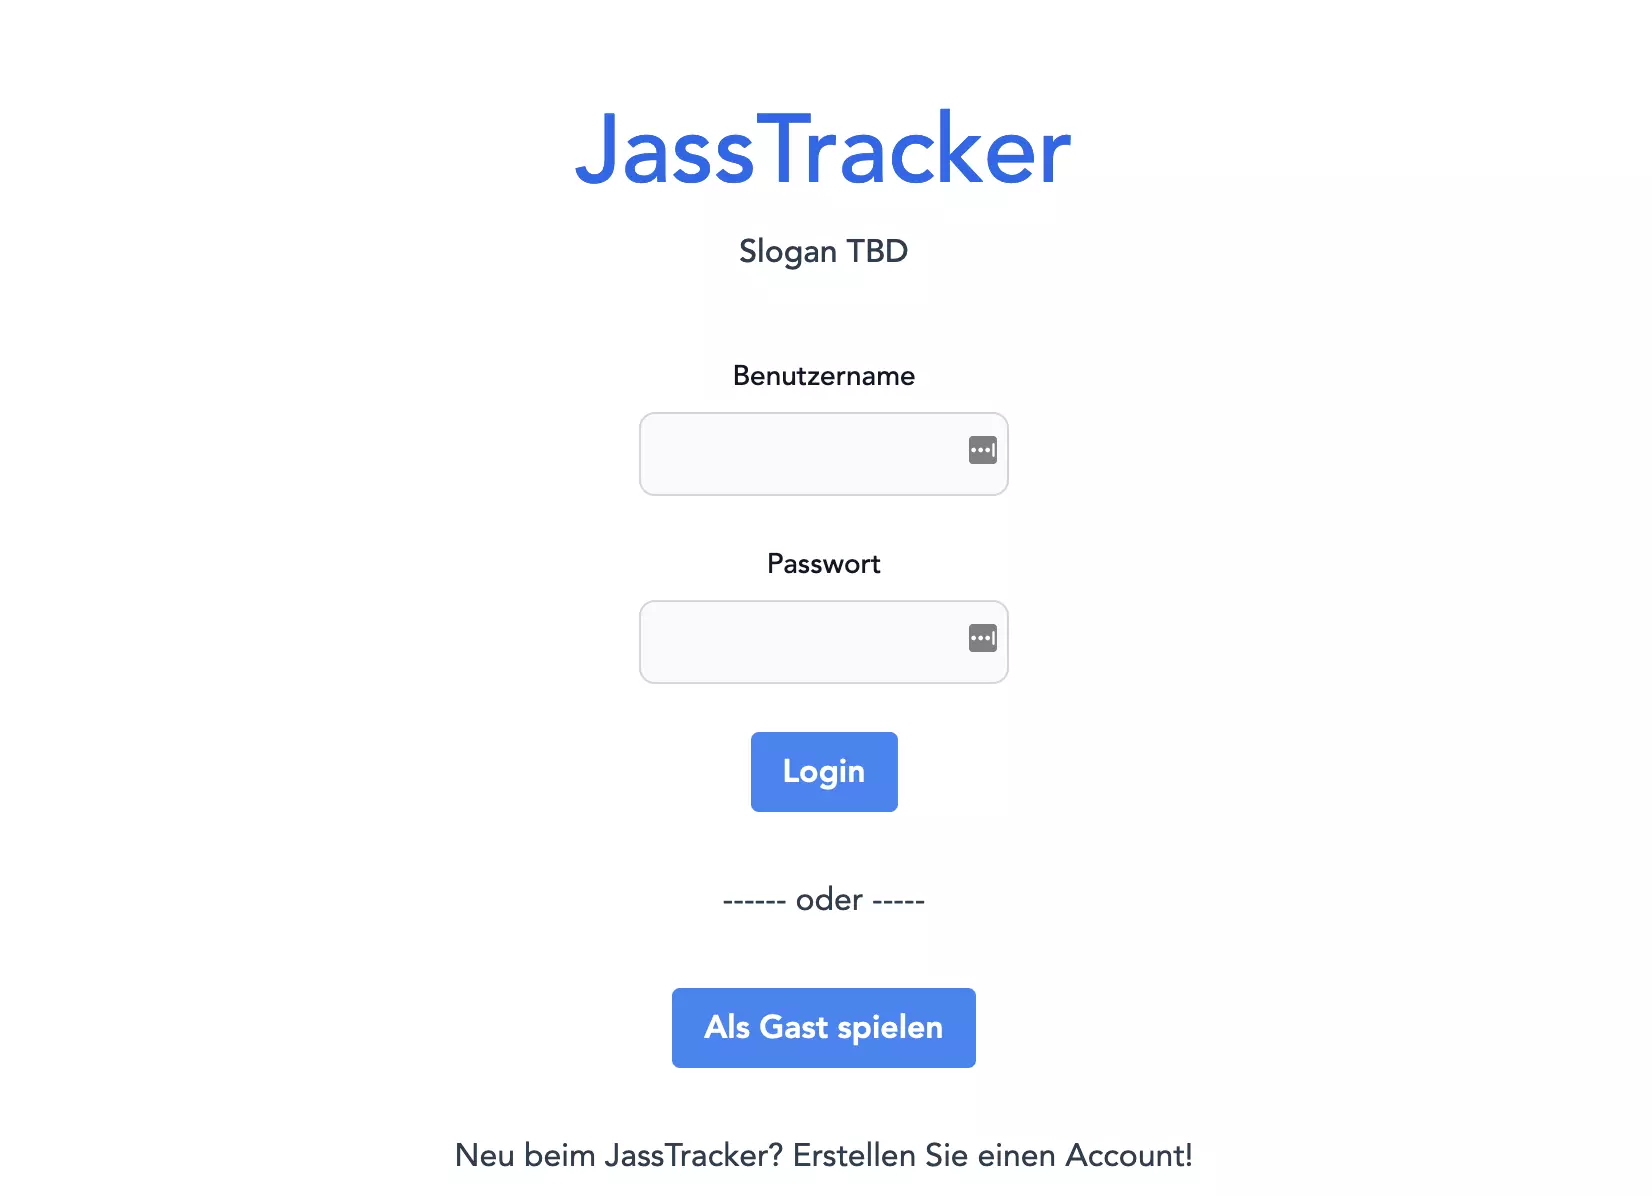 JassTracker
Slogan TBD
Benutzername
Passwort
Login
------ oder -----
Als Gast spielen
Neu beim JassTracker? Erstellen Sie einen Account!